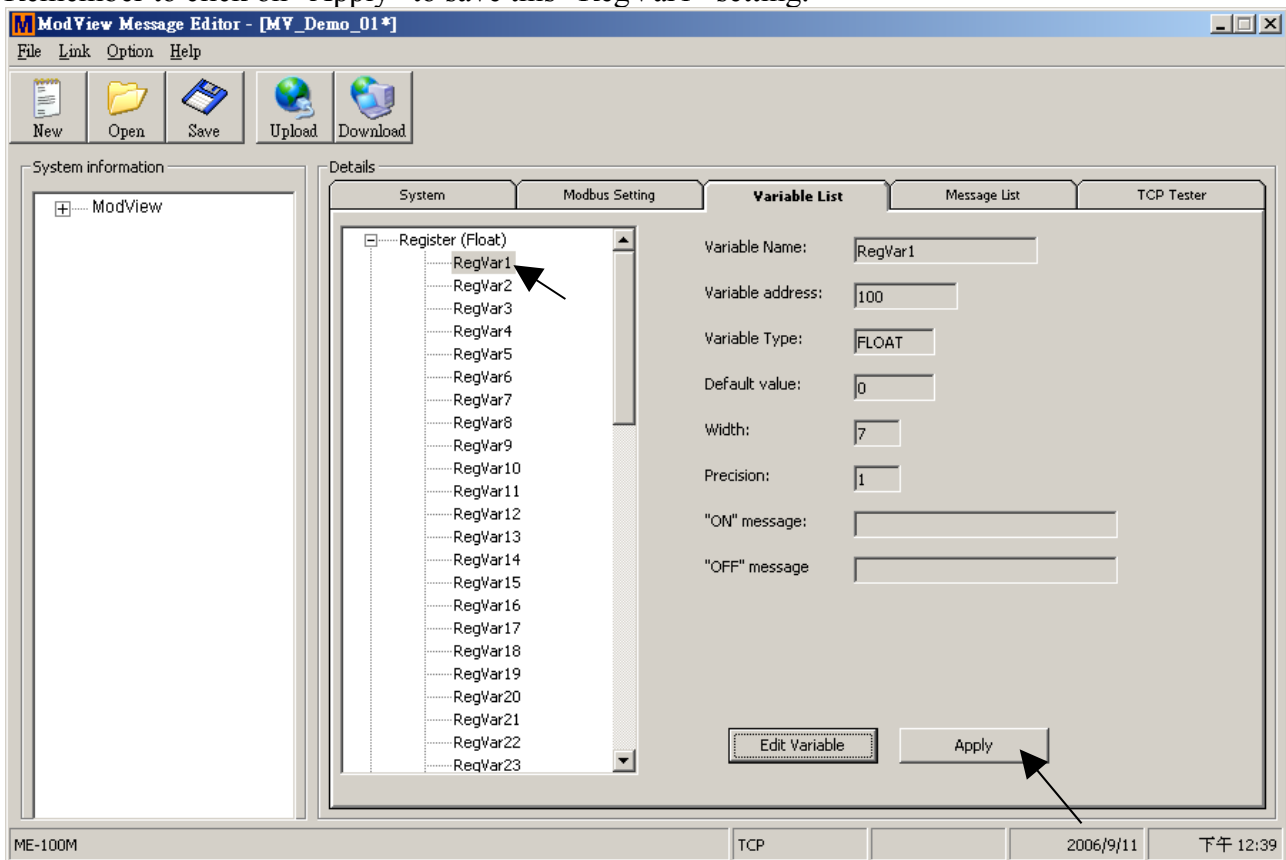 Remember to click on "Apply" to save this "RegVar1" setting.
ModView Message Editor - [MV_Demo_01*]
File Link Option Help
New Open Save Upload Download
System information
ModView
Details
System Modbus Setting Variable List Message List TCP Tester
Register (Float)
RegVar1
RegVar2
RegVar3
RegVar4
RegVar5
RegVar6
RegVar7
RegVar8
RegVar9
RegVar10
RegVar11
RegVar12
RegVar13
RegVar14
RegVar15
RegVar16
RegVar17
RegVar18
RegVar19
RegVar20
RegVar21
RegVar22
RegVar23
Variable Name: RegVar1
Variable address: 100
Variable Type: FLOAT
Default value: 0
Width: 7
Precision: 1
"ON" message:
"OFF" message
Edit Variable Apply
ME-100M TCP 2006/9/11 下午 12:39